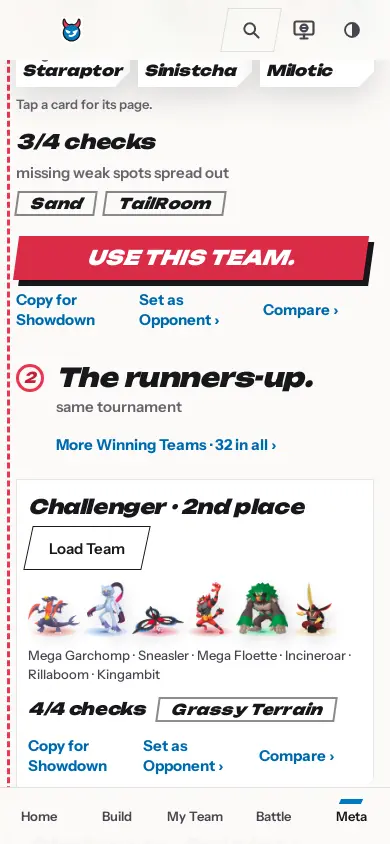 Staraptor
Sinistcha
Milotic
Tap a card for its page.
3/4 checks
missing weak spots spread out
Sand
TailRoom
USE THIS TEAM.
Copy for Showdown
Set as Opponent ›
Compare ›
2
The runners-up.
same tournament
More Winning Teams · 32 in all ›
Challenger · 2nd place
Load Team
Mega Garchomp · Sneasler · Mega Floette · Incineroar ·
Rillaboom · Kingambit
4/4 checks
Grassy Terrain
Copy for Showdown
Set as Opponent ›
Compare ›
Home
Build
My Team
Battle
Meta